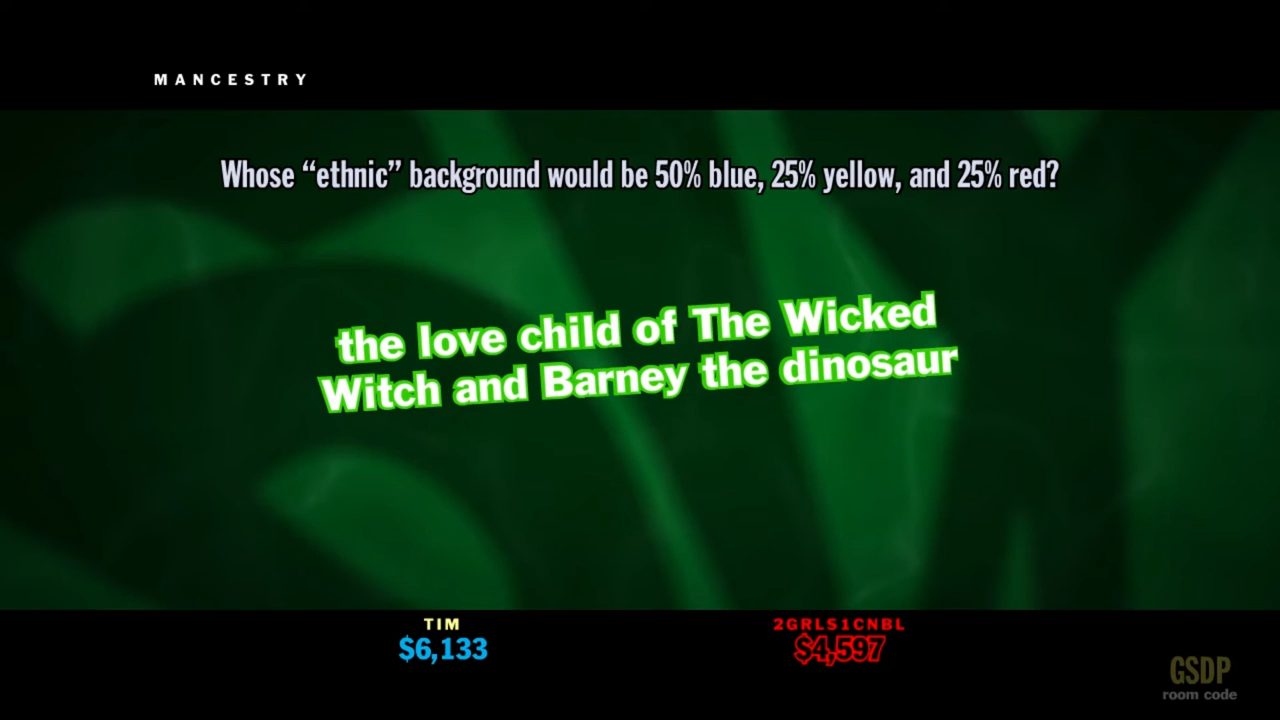 MANCESTRY
Whose “ethnic” background would be 50% blue, 25% yellow, and 25% red?
the love child of The Wicked
Witch and Barney the dinosaur
TIM
$6,133
2GRLS1CNBL
$4,597
GSDP
room code